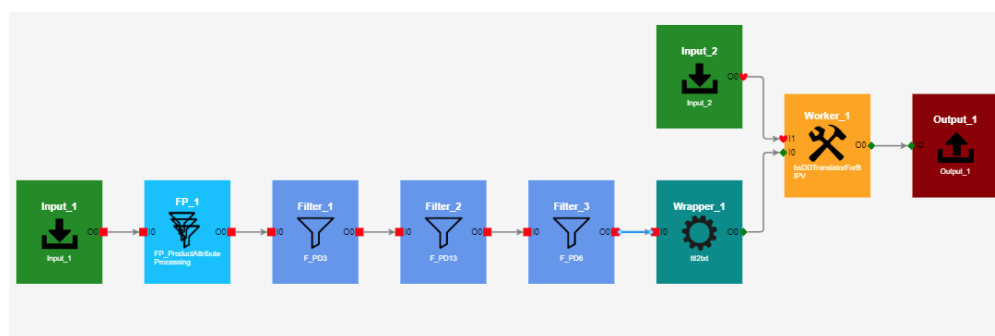 Input_2
O0
Input_2
Worker_1
I1
I0
O0
bsDDTranslatorForB
IPV
Output_1
I0
Output_1
Input_1
O0
Input_1
FP_1
I0
O0
FP_ProductAttribute
Processing
Filter_1
I0
O0
F_PD3
Filter_2
I0
O0
F_PD13
Filter_3
I0
O0
F_PD6
Wrapper_1
I0
O0
ttl2txt